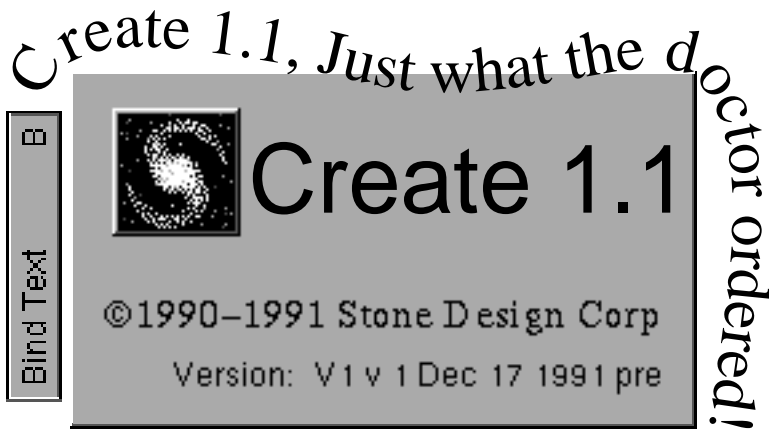 Create 1.1, Just what the doctor ordered!
Bind Text B
Create 1.1
©1990–1991 Stone Design Corp
Version: V1 v 1 Dec 17 1991 pre